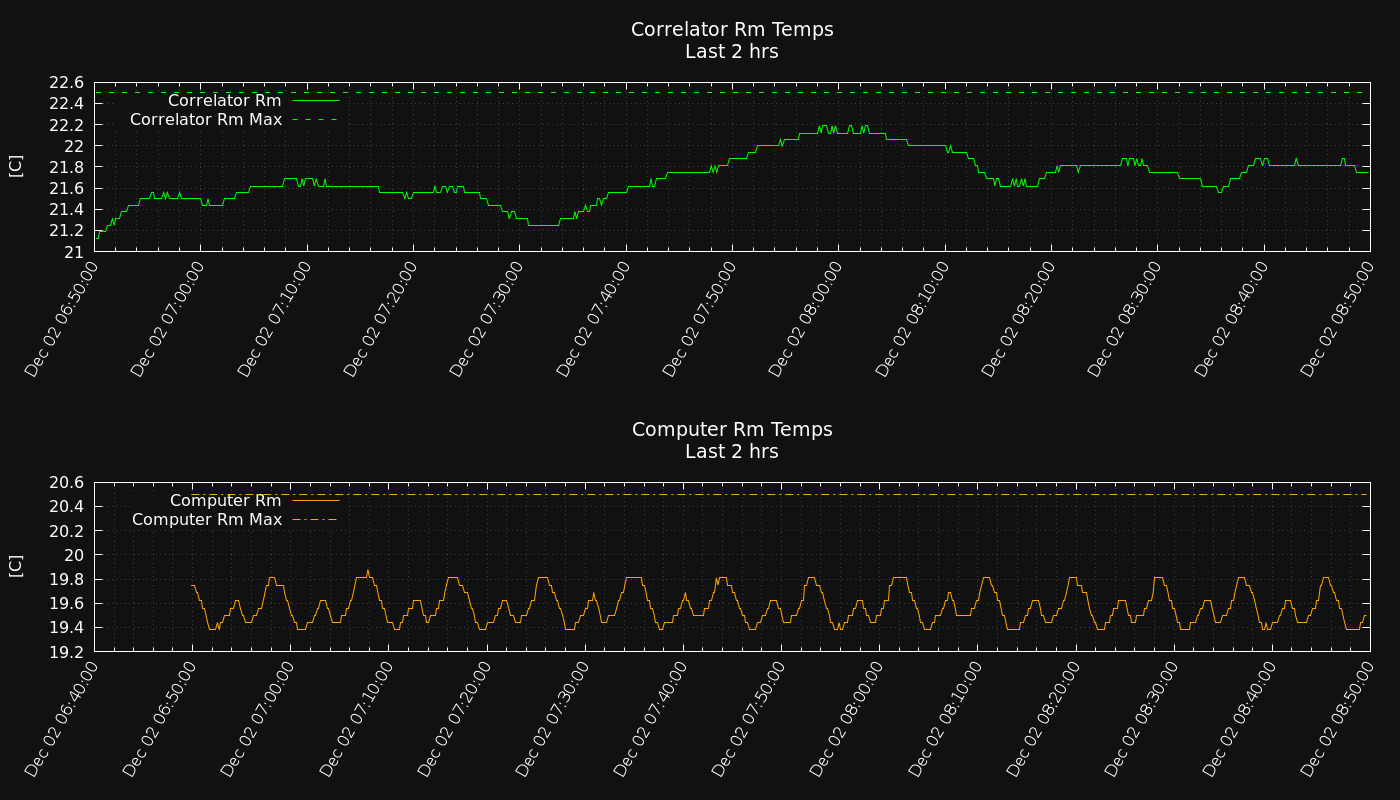 Correlator Rm Temps
Last 2 hrs
22.6
22.4
22.2
22
21.8
21.6
21.4
21.2
21
[C]
Correlator Rm
Correlator Rm Max
Dec 02 06:50:00
Dec 02 07:00:00
Dec 02 07:10:00
Dec 02 07:20:00
Dec 02 07:30:00
Dec 02 07:40:00
Dec 02 07:50:00
Dec 02 08:00:00
Dec 02 08:10:00
Dec 02 08:20:00
Dec 02 08:30:00
Dec 02 08:40:00
Dec 02 08:50:00
Computer Rm Temps
Last 2 hrs
20.6
20.4
20.2
20
19.8
19.6
19.4
19.2
[C]
Computer Rm
Computer Rm Max
Dec 02 06:40:00
Dec 02 06:50:00
Dec 02 07:00:00
Dec 02 07:10:00
Dec 02 07:20:00
Dec 02 07:30:00
Dec 02 07:40:00
Dec 02 07:50:00
Dec 02 08:00:00
Dec 02 08:10:00
Dec 02 08:20:00
Dec 02 08:30:00
Dec 02 08:40:00
Dec 02 08:50:00